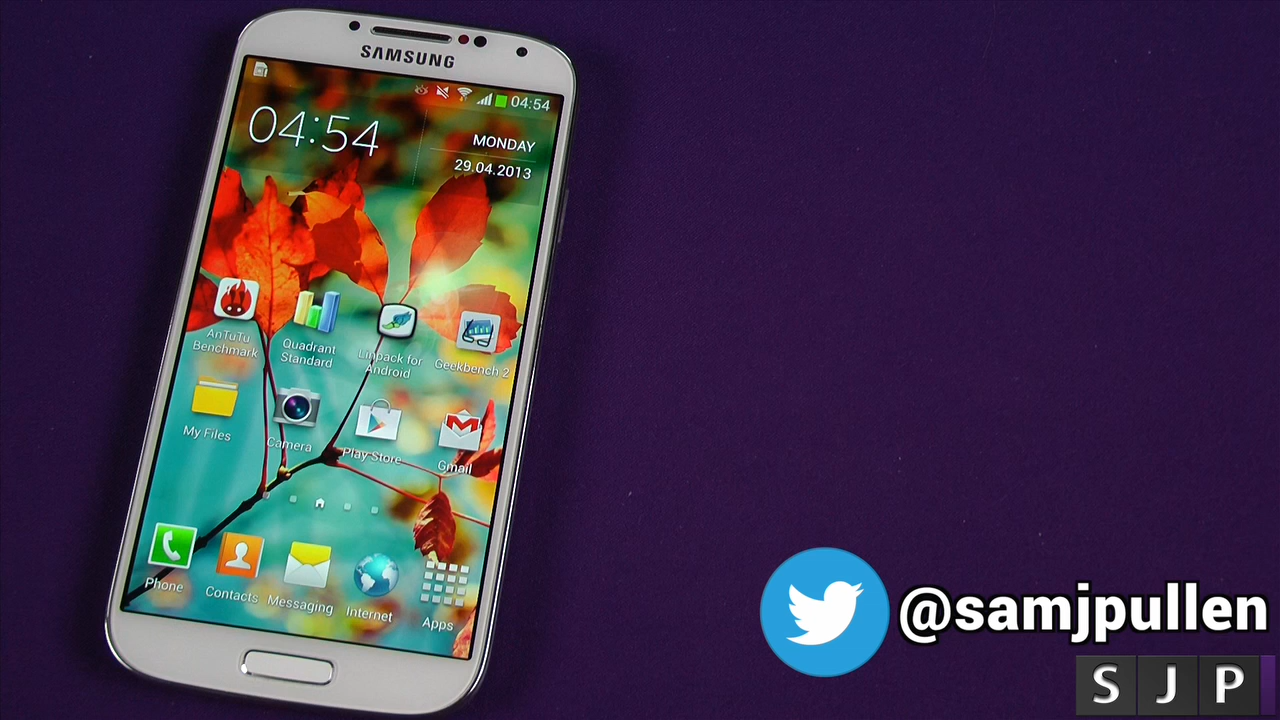 SAMSUNG
04:54
04:54
MONDAY
29.04.2013
AnTuTu
Benchmark
Quadrant
Standard
Linpack for
Android
Geekbench 2
My Files
Camera
Play Store
Gmail
Phone
Contacts
Messaging
Internet
Apps
@samjpullen
SJP